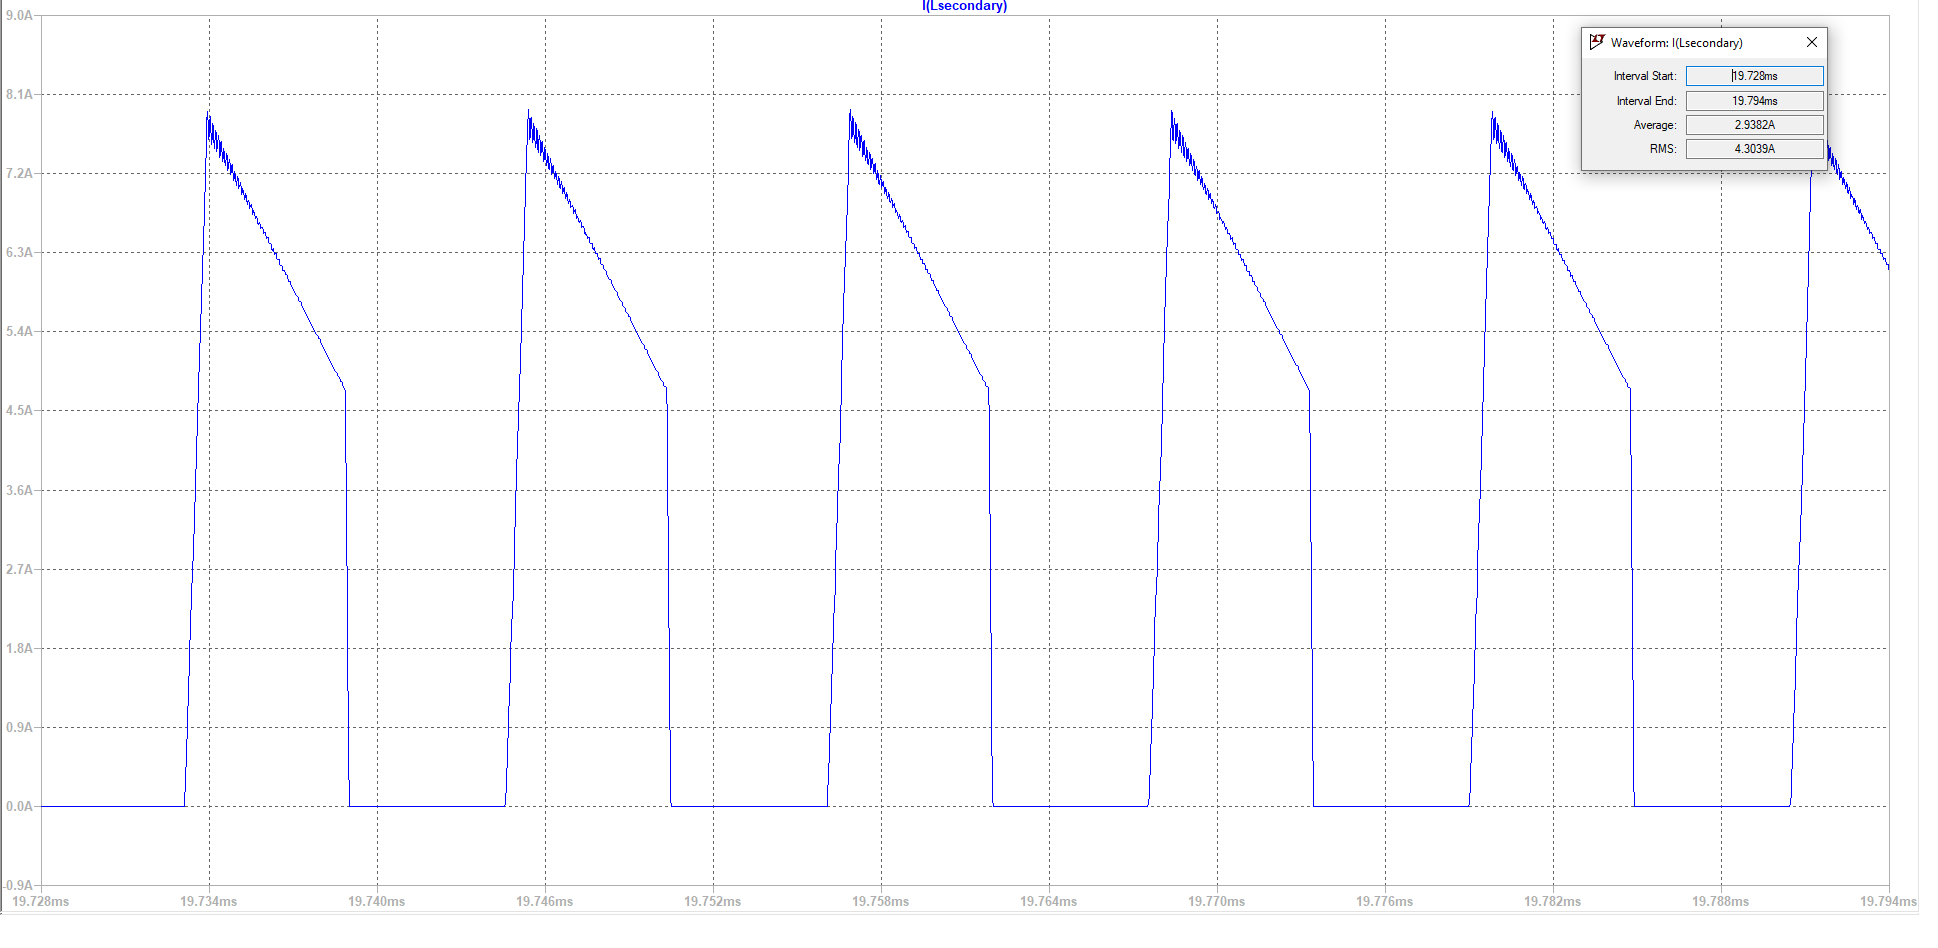 I(Lsecondary)
9.0A
8.1A
7.2A
6.3A
5.4A
4.5A
3.6A
2.7A
1.8A
0.9A
0.0A
-0.9A
19.728ms 19.734ms 19.740ms 19.746ms 19.752ms 19.758ms 19.764ms 19.770ms 19.776ms 19.782ms 19.788ms 19.794ms
Waveform: I(Lsecondary)
Interval Start: 19.728ms
Interval End: 19.794ms
Average: 2.9382A
RMS: 4.3039A